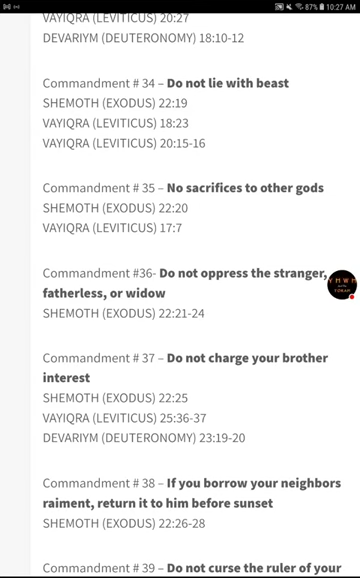 87% 10:27 AM
VAYIQRA (LEVITICUS) 20:27
DEVARIYM (DEUTERONOMY) 18:10-12
Commandment # 34 – Do not lie with beast
SHEMOTH (EXODUS) 22:19
VAYIQRA (LEVITICUS) 18:23
VAYIQRA (LEVITICUS) 20:15-16
Commandment # 35 – No sacrifices to other gods
SHEMOTH (EXODUS) 22:20
VAYIQRA (LEVITICUS) 17:7
Commandment #36- Do not oppress the stranger,
fatherless, or widow
SHEMOTH (EXODUS) 22:21-24
Commandment # 37 – Do not charge your brother
interest
SHEMOTH (EXODUS) 22:25
VAYIQRA (LEVITICUS) 25:36-37
DEVARIYM (DEUTERONOMY) 23:19-20
Commandment # 38 – If you borrow your neighbors
raiment, return it to him before sunset
SHEMOTH (EXODUS) 22:26-28
Commandment # 39 – Do not curse the ruler of your